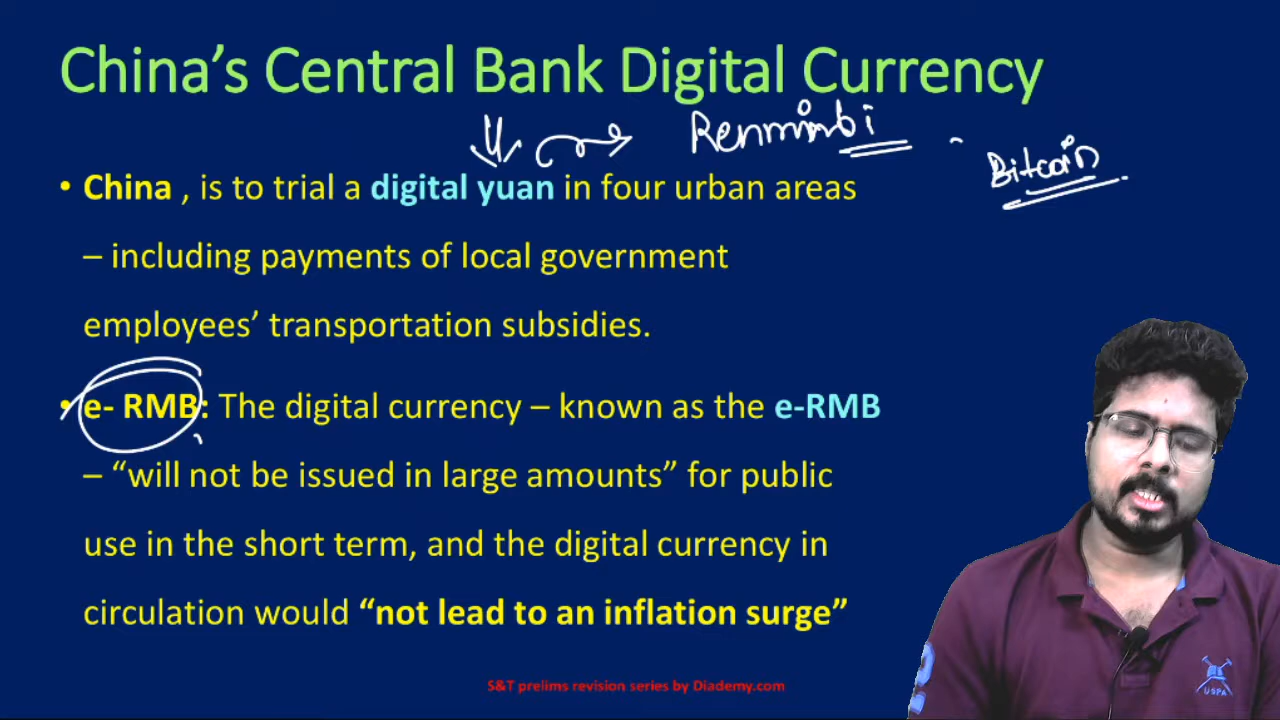 China's Central Bank Digital Currency
Renminbi
Bitcoin
• China , is to trial a digital yuan in four urban areas
– including payments of local government
employees' transportation subsidies.
• e- RMB: The digital currency – known as the e-RMB
– “will not be issued in large amounts” for public
use in the short term, and the digital currency in
circulation would “not lead to an inflation surge”
USPA
S&T prelims revision series by Diademy.com